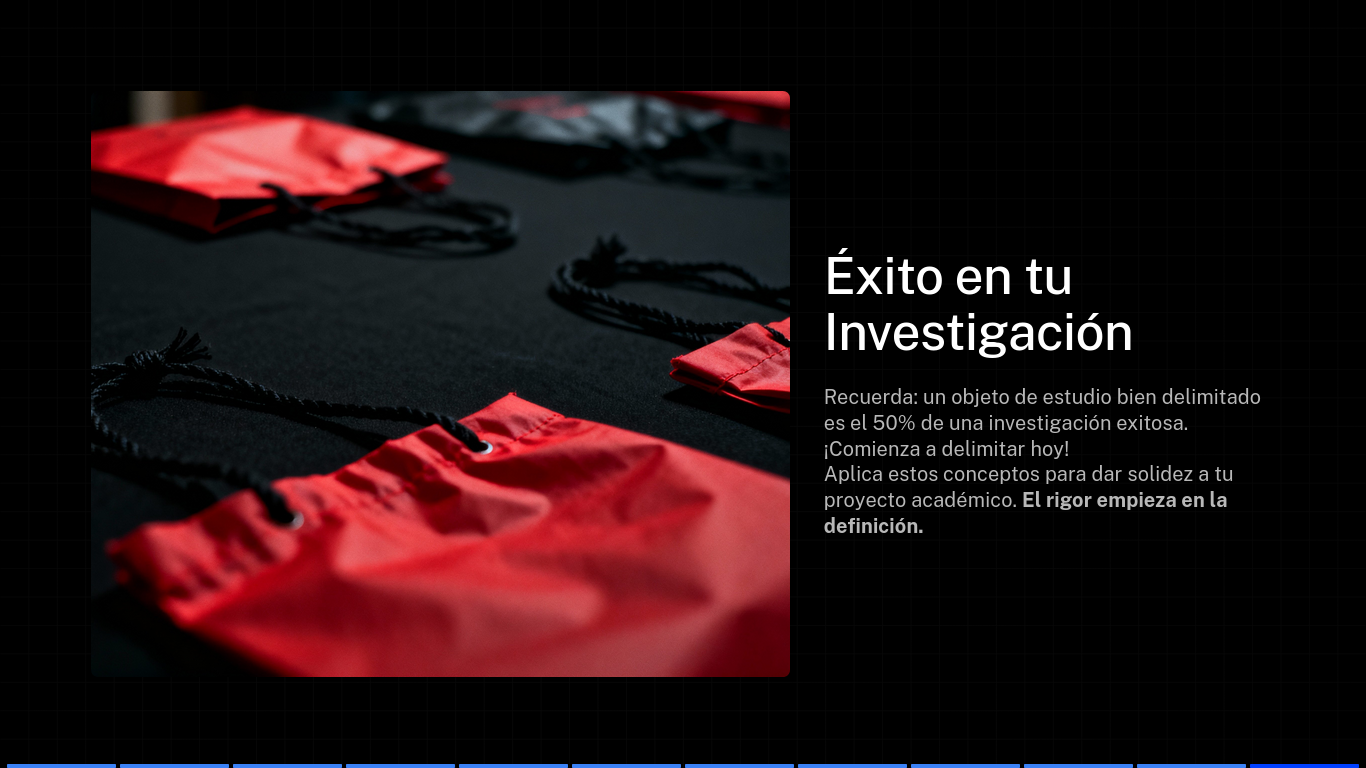 Éxito en tu
Investigación
Recuerda: un objeto de estudio bien delimitado
es el 50% de una investigación exitosa.
¡Comienza a delimitar hoy!
Aplica estos conceptos para dar solidez a tu
proyecto académico. El rigor empieza en la
definición.